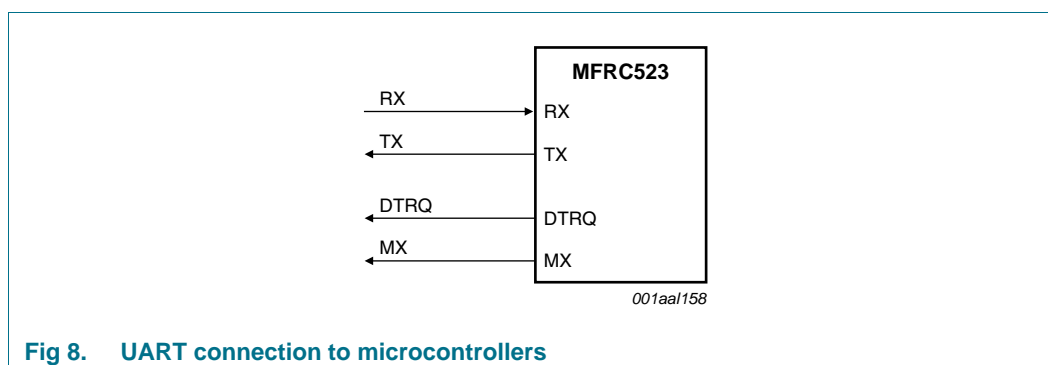 MFRC523
RX
RX
TX
TX
DTRQ
DTRQ
MX
MX
001aal158
Fig 8. UART connection to microcontrollers